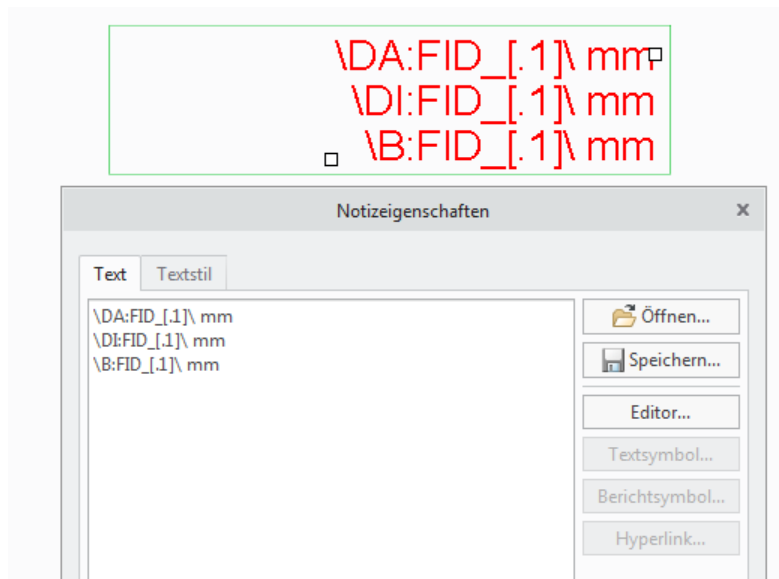 \DA:FID_[.1]\ mm
\DI:FID_[.1]\ mm
\B:FID_[.1]\ mm
Notizeigenschaften x
Text Textstil
\DA:FID_[.1]\ mm
\DI:FID_[.1]\ mm
\B:FID_[.1]\ mm
Öffnen...
Speichern...
Editor...
Textsymbol...
Berichtsymbol...
Hyperlink...